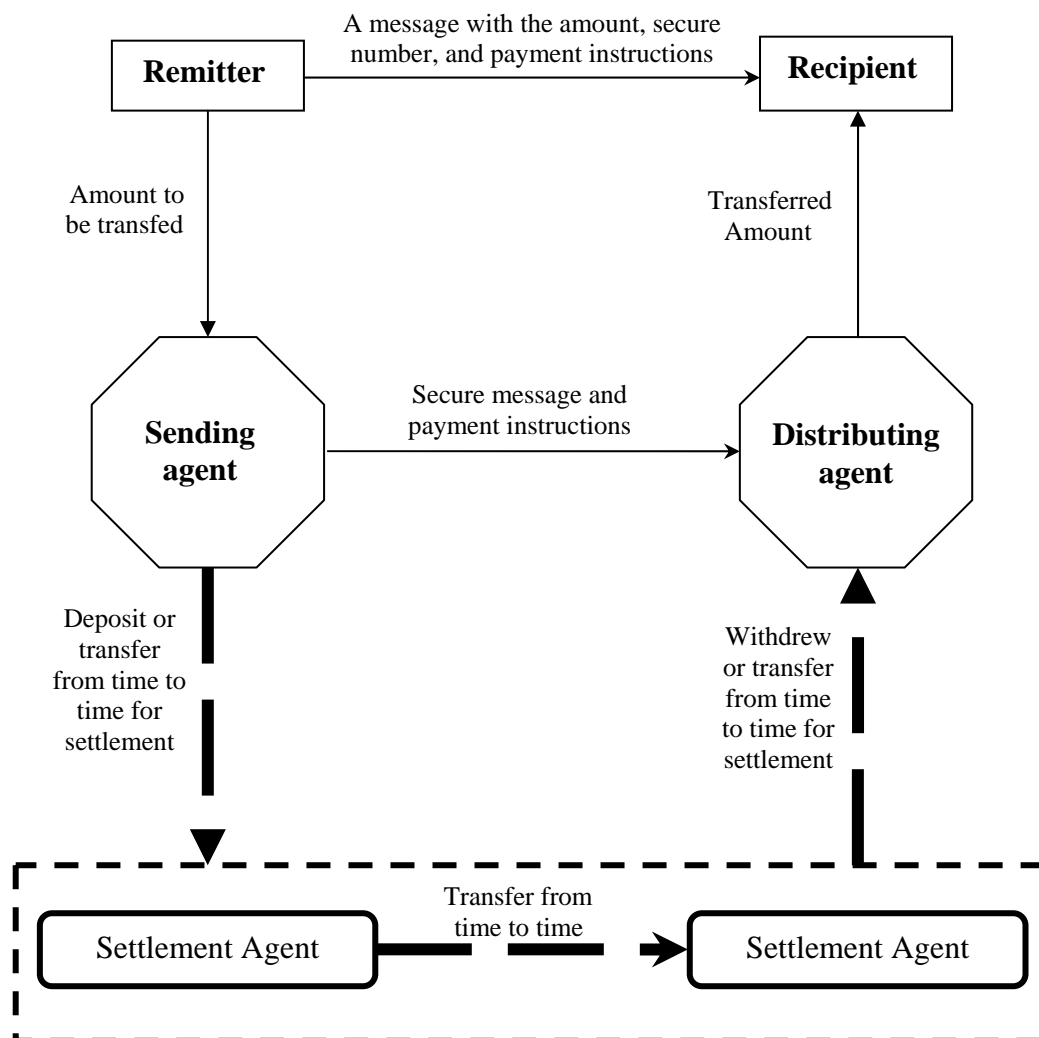 A message with the amount, secure
number, and payment instructions
Remitter
Recipient
Amount to
be transfed
Transferred
Amount
Secure message and
payment instructions
Sending
agent
Distributing
agent
Deposit or
transfer
from time to
time for
settlement
Withdrew
or transfer
from time
to time for
settlement
Transfer from
time to time
Settlement Agent
Settlement Agent